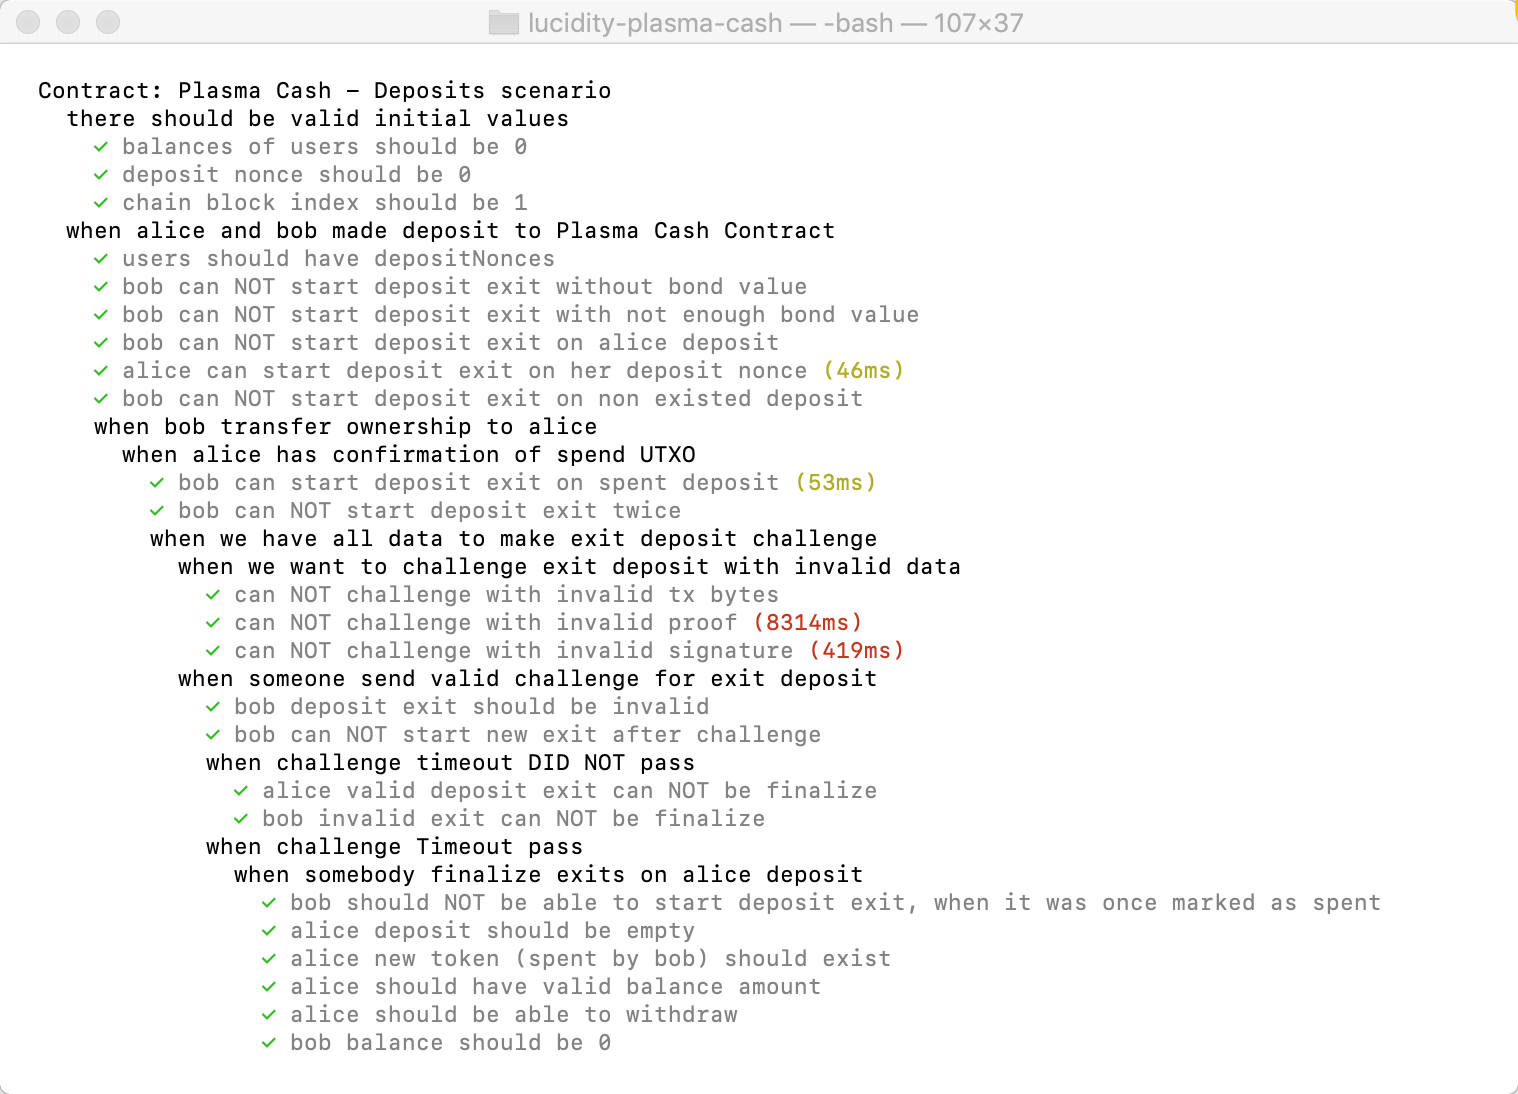 lucidity-plasma-cash — -bash — 107×37
Contract: Plasma Cash – Deposits scenario
there should be valid initial values
✓ balances of users should be 0
✓ deposit nonce should be 0
✓ chain block index should be 1
when alice and bob made deposit to Plasma Cash Contract
✓ users should have depositNonces
✓ bob can NOT start deposit exit without bond value
✓ bob can NOT start deposit exit with not enough bond value
✓ bob can NOT start deposit exit on alice deposit
✓ alice can start deposit exit on her deposit nonce (46ms)
✓ bob can NOT start deposit exit on non existed deposit
when bob transfer ownership to alice
when alice has confirmation of spend UTXO
✓ bob can start deposit exit on spent deposit (53ms)
✓ bob can NOT start deposit exit twice
when we have all data to make exit deposit challenge
when we want to challenge exit deposit with invalid data
✓ can NOT challenge with invalid tx bytes
✓ can NOT challenge with invalid proof (8314ms)
✓ can NOT challenge with invalid signature (419ms)
when someone send valid challenge for exit deposit
✓ bob deposit exit should be invalid
✓ bob can NOT start new exit after challenge
when challenge timeout DID NOT pass
✓ alice valid deposit exit can NOT be finalize
✓ bob invalid exit can NOT be finalize
when challenge Timeout pass
when somebody finalize exits on alice deposit
✓ bob should NOT be able to start deposit exit, when it was once marked as spent
✓ alice deposit should be empty
✓ alice new token (spent by bob) should exist
✓ alice should have valid balance amount
✓ alice should be able to withdraw
✓ bob balance should be 0